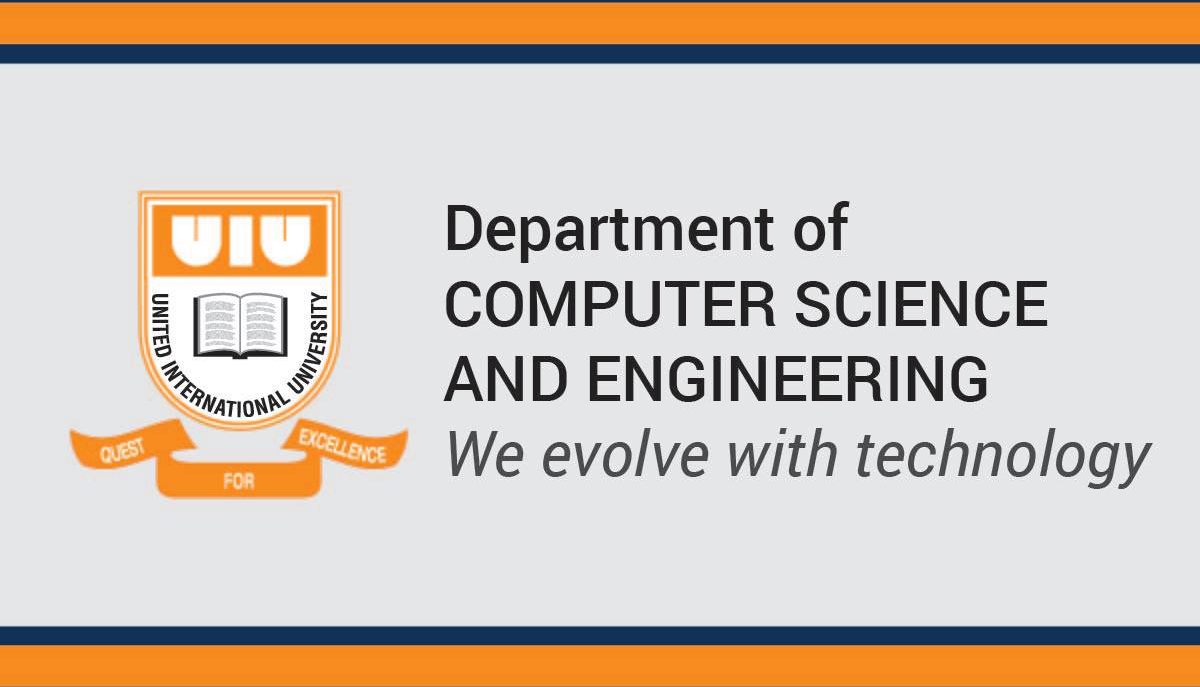 UIU
UNITED INTERNATIONAL UNIVERSITY
QUEST
FOR
EXCELLENCE
Department of
COMPUTER SCIENCE
AND ENGINEERING
We evolve with technology